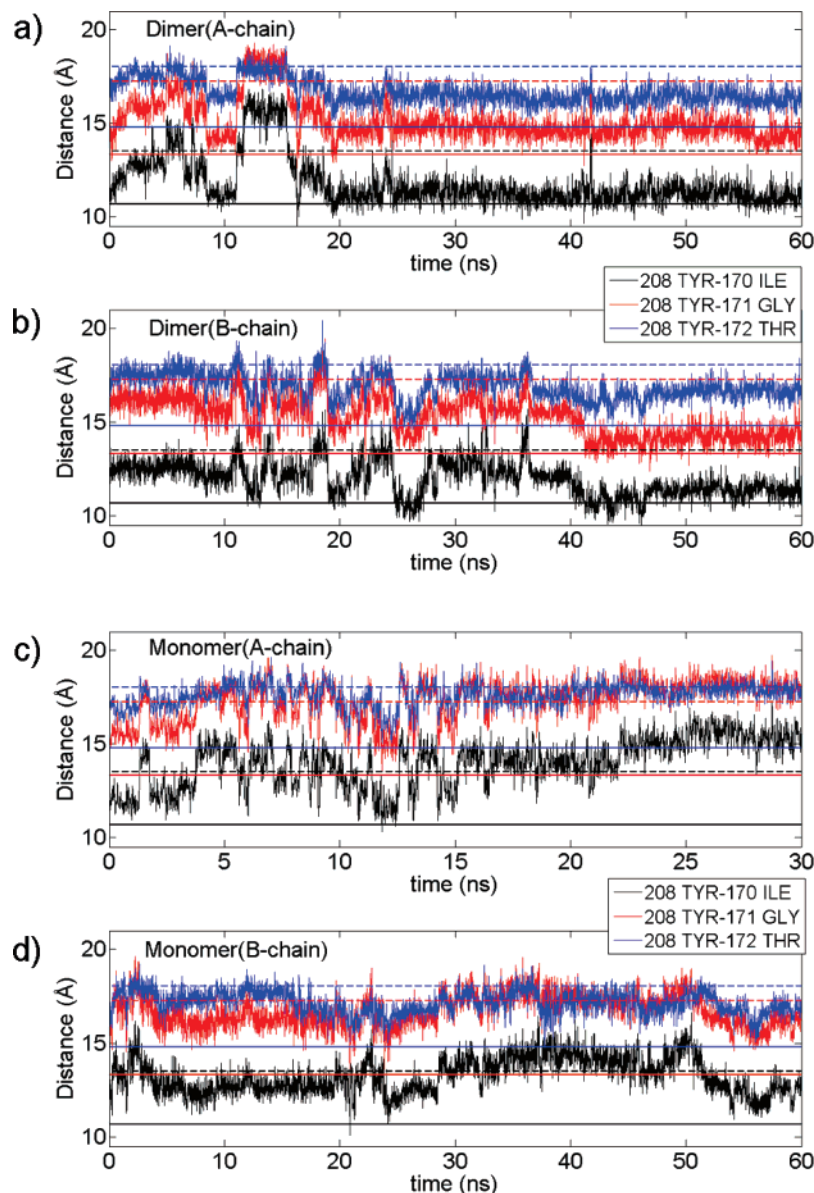 a)
Dimer(A-chain)
Distance (Å)
20
15
10
0 10 20 30 40 50 60
time (ns)
208 TYR-170 ILE
208 TYR-171 GLY
208 TYR-172 THR
b)
Dimer(B-chain)
Distance (Å)
20
15
10
0 10 20 30 40 50 60
time (ns)
c)
Monomer(A-chain)
Distance (Å)
20
15
10
0 5 10 15 20 25 30
time (ns)
208 TYR-170 ILE
208 TYR-171 GLY
208 TYR-172 THR
d)
Monomer(B-chain)
Distance (Å)
20
15
10
0 10 20 30 40 50 60
time (ns)